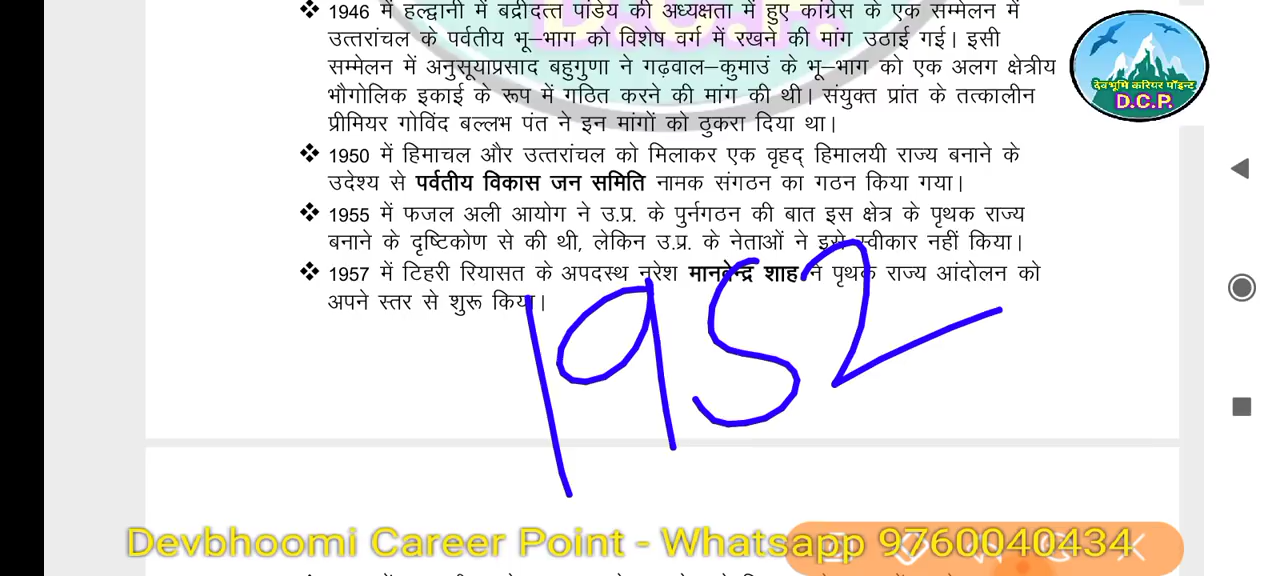 ❖ 1946 में हल्द्वानी में बद्रीदत्त पांडेय की अध्यक्षता में हुए कांग्रेस के एक सम्मेलन में
उत्तरांचल के पर्वतीय भू–भाग को विशेष वर्ग में रखने की मांग उठाई गई। इसी
सम्मेलन में अनुसूयाप्रसाद बहुगुणा ने गढ़वाल–कुमाउं के भू–भाग को एक अलग क्षेत्रीय
भौगोलिक इकाई के रूप में गठित करने की मांग की थी। संयुक्त प्रांत के तत्कालीन
प्रीमियर गोविंद बल्लभ पंत ने इन मांगों को ठुकरा दिया था।
❖ 1950 में हिमाचल और उत्तरांचल को मिलाकर एक वृहद् हिमालयी राज्य बनाने के
उदेश्य से पर्वतीय विकास जन समिति नामक संगठन का गठन किया गया।
❖ 1955 में फजल अली आयोग ने उ.प्र. के पुर्नगठन की बात इस क्षेत्र के पृथक राज्य
बनाने के दृष्टिकोण से की थी, लेकिन उ.प्र. के नेताओं ने इसे स्वीकार नहीं किया।
❖ 1957 में टिहरी रियासत के अपदस्थ नरेश मानवेन्द्र शाह ने पृथक राज्य आंदोलन को
अपने स्तर से शुरू किया।
1952
देवभूमि करियर पॉइन्ट
D.C.P.
Devbhoomi Career Point - Whatsapp 9760040434